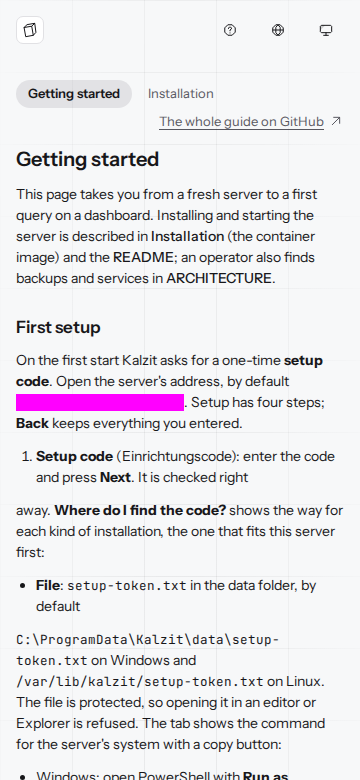 Getting started
Installation
The whole guide on GitHub
Getting started
This page takes you from a fresh server to a first
query on a dashboard. Installing and starting the
server is described in Installation (the container
image) and the README; an operator also finds
backups and services in ARCHITECTURE.
First setup
On the first start Kalzit asks for a one-time setup
code. Open the server's address, by default
. Setup has four steps;
Back keeps everything you entered.
1. Setup code (Einrichtungscode): enter the code
and press Next. It is checked right
away. Where do I find the code? shows the way for
each kind of installation, the one that fits this server
first:
• File: setup-token.txt in the data folder, by
default
C:\ProgramData\Kalzit\data\setup-
token.txt on Windows and
/var/lib/kalzit/setup-token.txt on Linux.
The file is protected, so opening it in an editor or
Explorer is refused. The tab shows the command
for the server's system with a copy button:
• Windows: open PowerShell with Run as